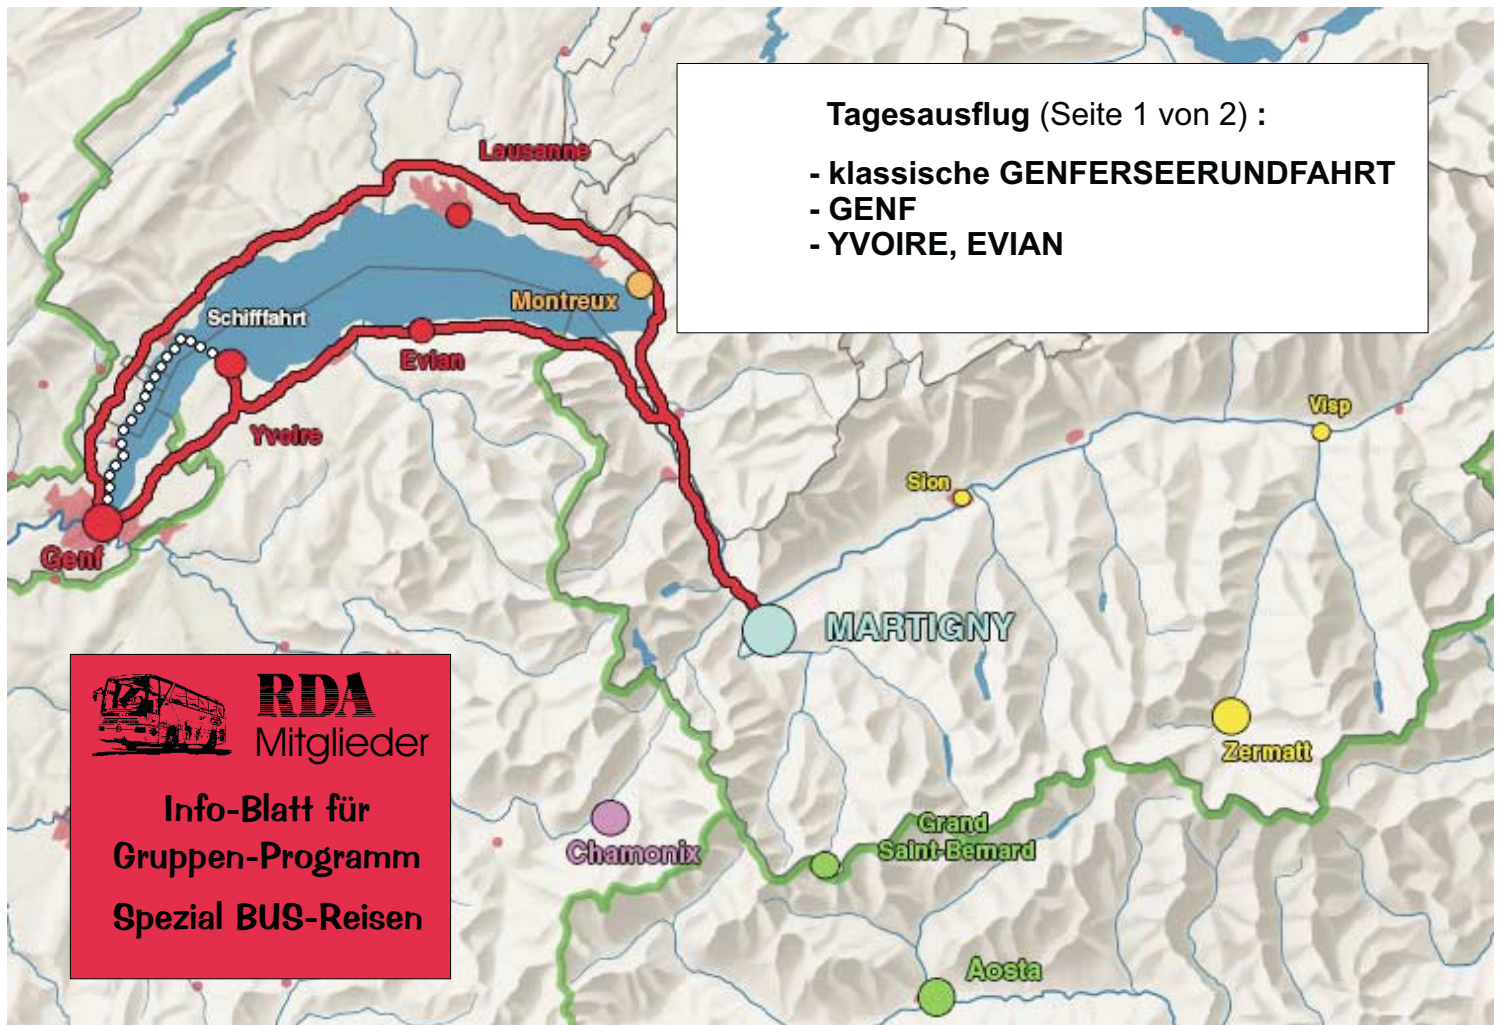 Tagesausflug (Seite 1 von 2) :
- klassische GENFERSEERUNDFAHRT
- GENF
- YVOIRE, EVIAN
Lausanne
Schifffahrt
Montreux
Evian
Yvoire
Genf
Visp
Sion
MARTIGNY
Zermatt
Grand
Saint-Bernard
Chamonix
Aosta
RDA
Mitglieder
Info-Blatt für
Gruppen-Programm
Spezial BUS-Reisen